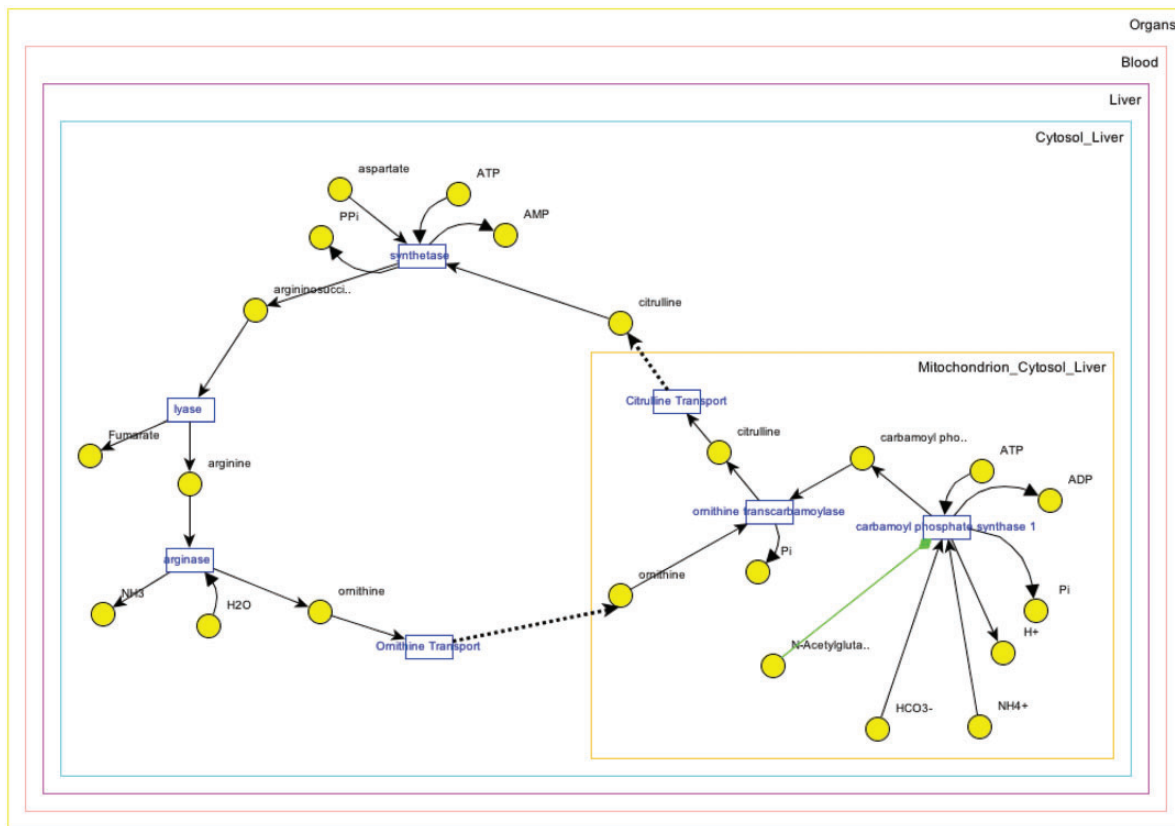 Organs
Blood
Liver
Cytosol_Liver
aspartate
ATP
PPi
AMP
synthetase
argininosucci..
citrulline
Mitochondrion_Cytosol_Liver
Citrulline Transport
lyase
Fumarate
citrulline
carbamoyl pho..
ATP
ADP
arginine
ornithine transcarbamoylase
carbamoyl phosphate synthase 1
arginase
Pi
NH3
H2O
ornithine
ornithine
Pi
H+
Ornithine Transport
N-Acetylgluta..
HCO3-
NH4+